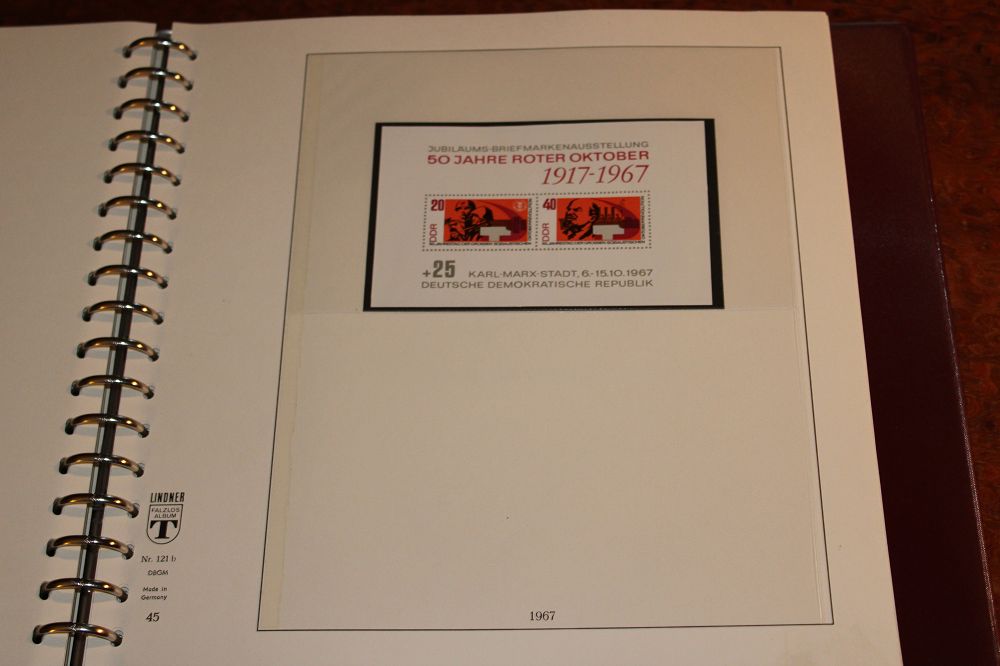 JUBILÄUMS-BRIEFMARKENAUSSTELLUNG
50 JAHRE ROTER OKTOBER
1917-1967
20
DDR
40
DDR
+25 KARL-MARX-STADT, 6.-15.10.1967
DEUTSCHE DEMOKRATISCHE REPUBLIK
LINDNER
FALZLOS
ALBUM
T
Nr. 121 b
DBGM
Made in
Germany
45
1967